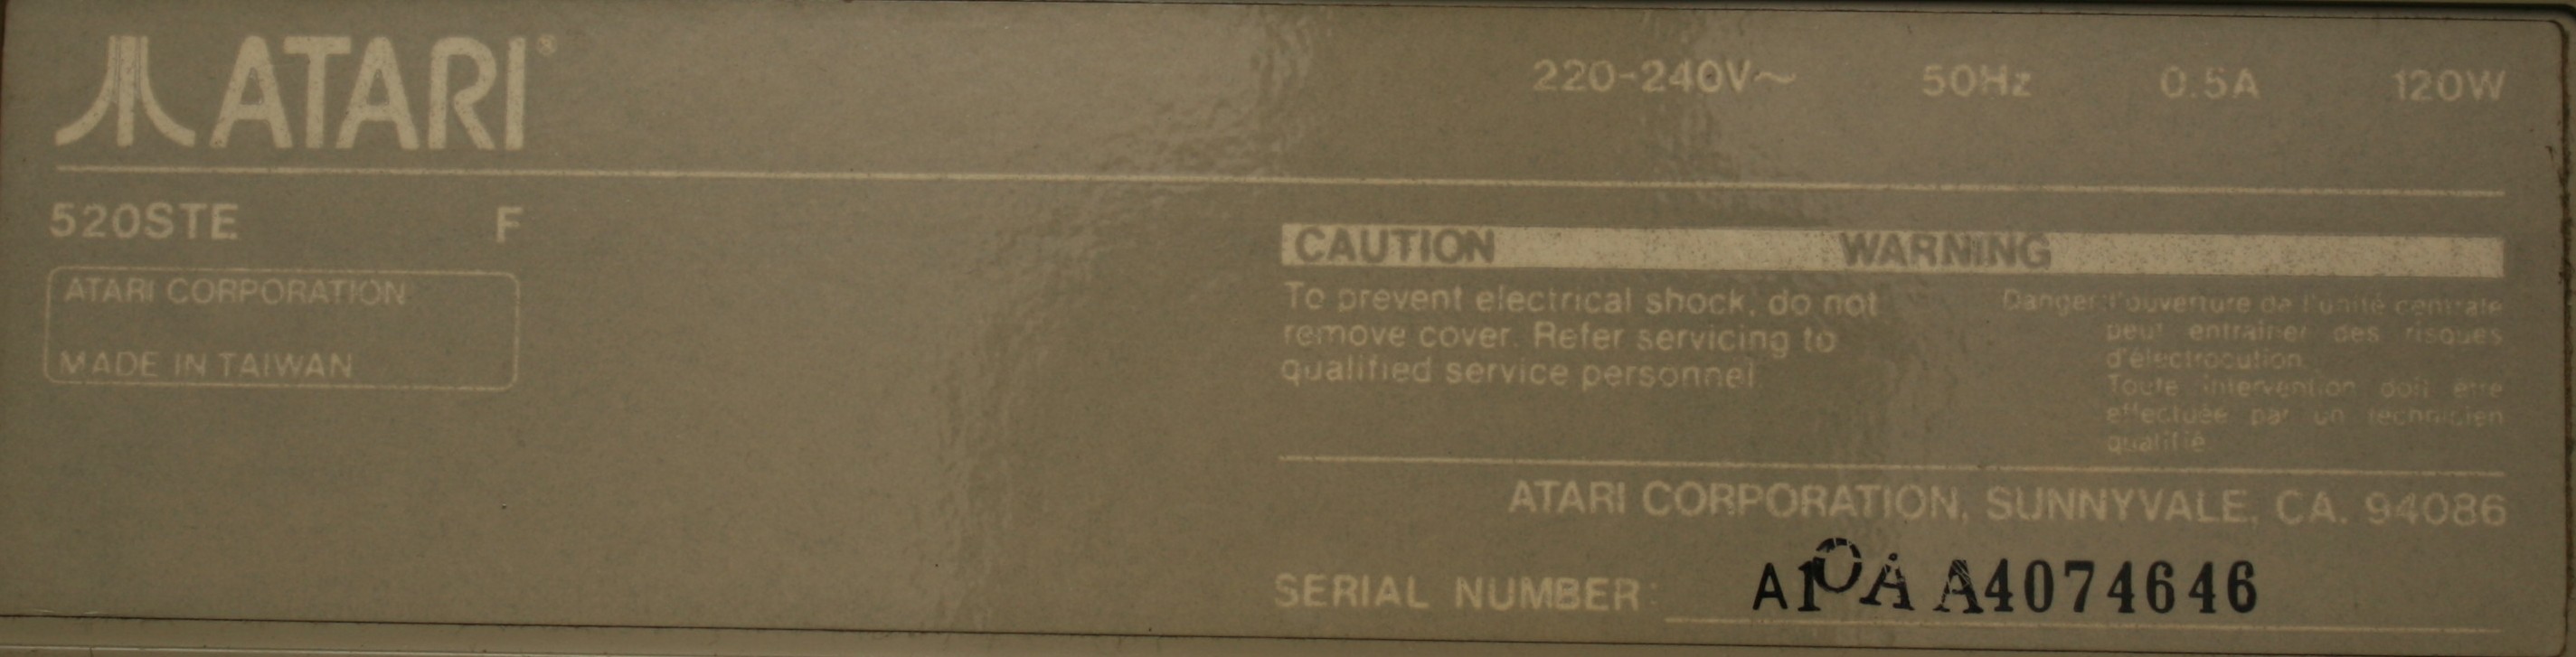 ATARI®
220-240V~ 50Hz 0.5A 120W
520STE F
ATARI CORPORATION
MADE IN TAIWAN
CAUTION WARNING
To prevent electrical shock, do not
remove cover. Refer servicing to
qualified service personnel.
Danger: l'ouverture de l'unité centrale
peut entraîner des risques
d'électrocution.
Toute intervention doit être
effectuée par un technicien
qualifié.
ATARI CORPORATION, SUNNYVALE, CA. 94086
SERIAL NUMBER: A1OA A4074646